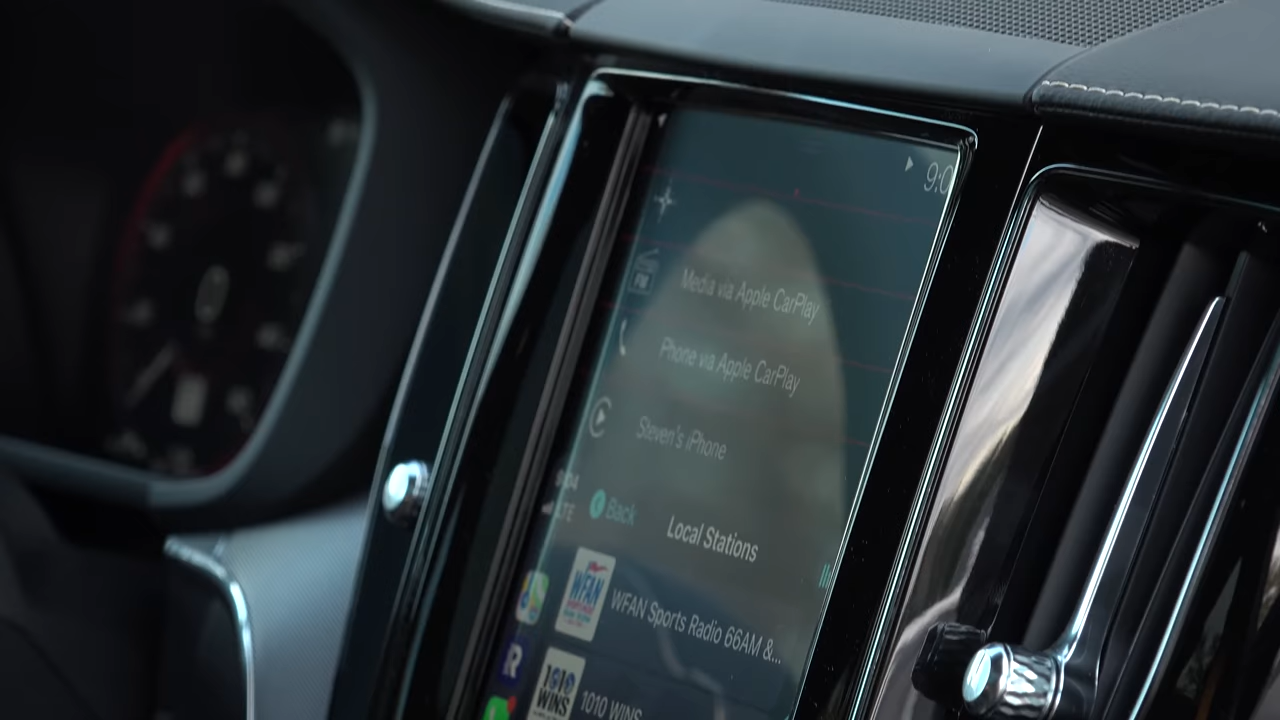 9:0
FM
Media via Apple CarPlay
Phone via Apple CarPlay
Steven's iPhone
LTE
Back
Local Stations
WFAN
WFAN Sports Radio 66AM &...
1010
WINS
1010 WINS